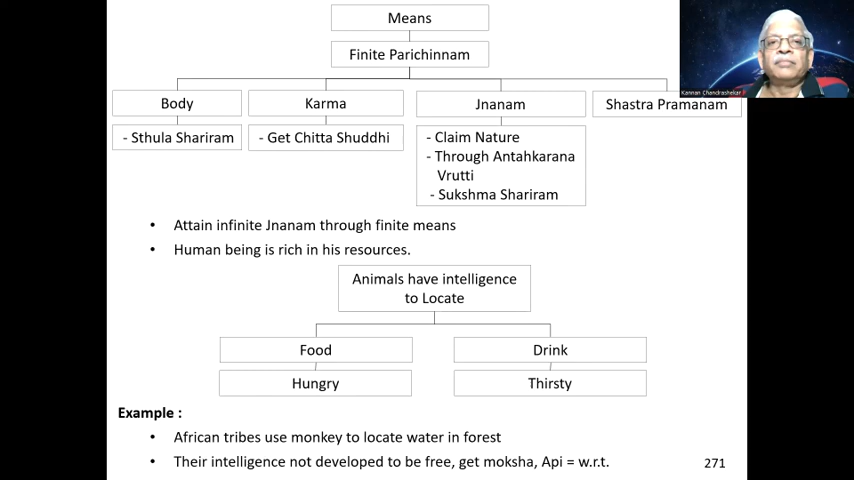 Means
Finite Parichinnam
Body
Karma
Jnanam
Shastra Pramanam
- Sthula Shariram
- Get Chitta Shuddhi
- Claim Nature
- Through Antahkarana
Vrutti
- Sukshma Shariram
• Attain infinite Jnanam through finite means
• Human being is rich in his resources.
Animals have intelligence
to Locate
Food
Drink
Hungry
Thirsty
Example :
• African tribes use monkey to locate water in forest
• Their intelligence not developed to be free, get moksha, Api = w.r.t.
271
Kannan Chandrashekar